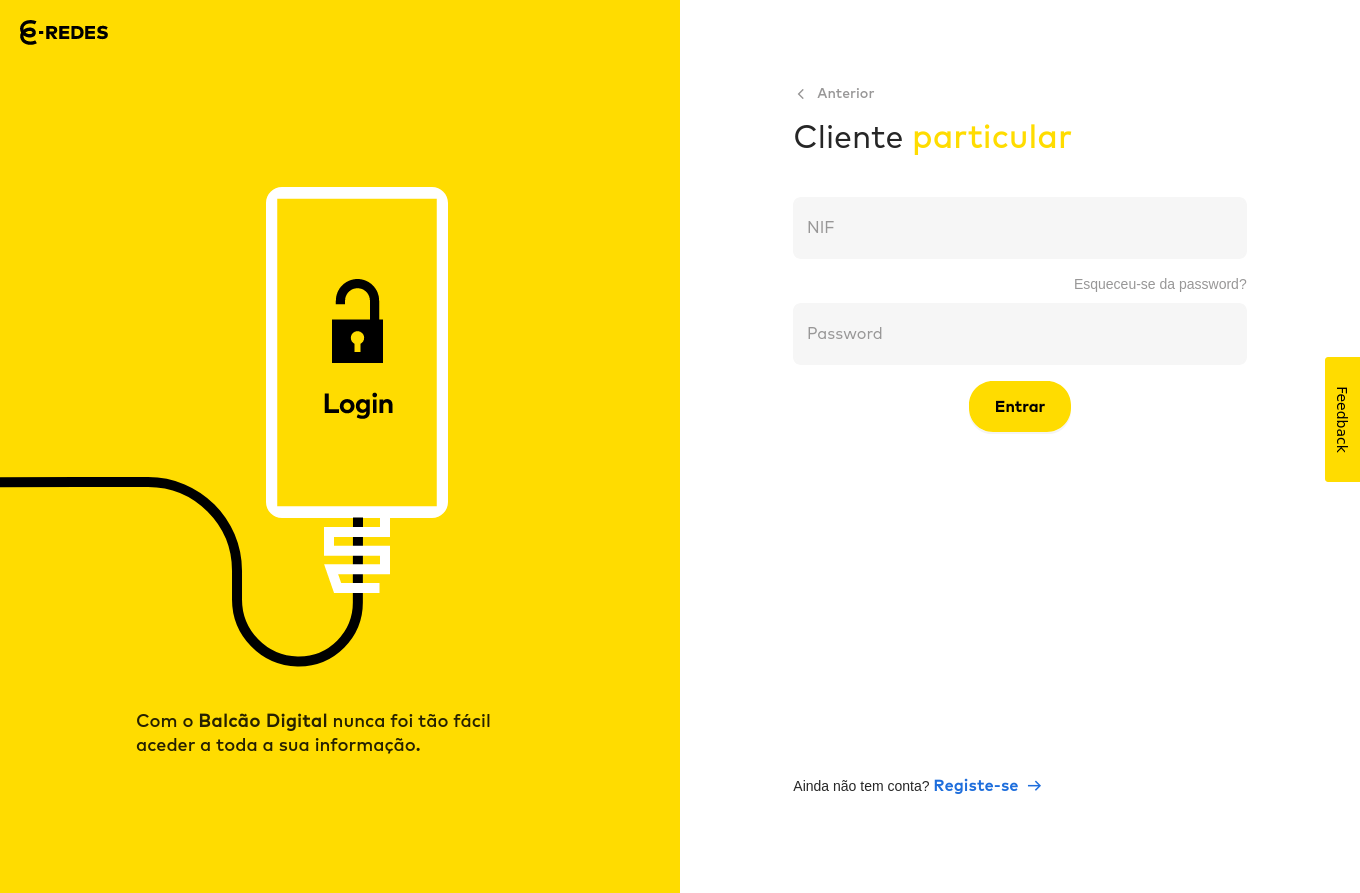 e-REDES
Login
Com o Balcão Digital nunca foi tão fácil
aceder a toda a sua informação.
Anterior
Cliente particular
NIF
Esqueceu-se da password?
Password
Entrar
Ainda não tem conta? Registe-se
Feedback